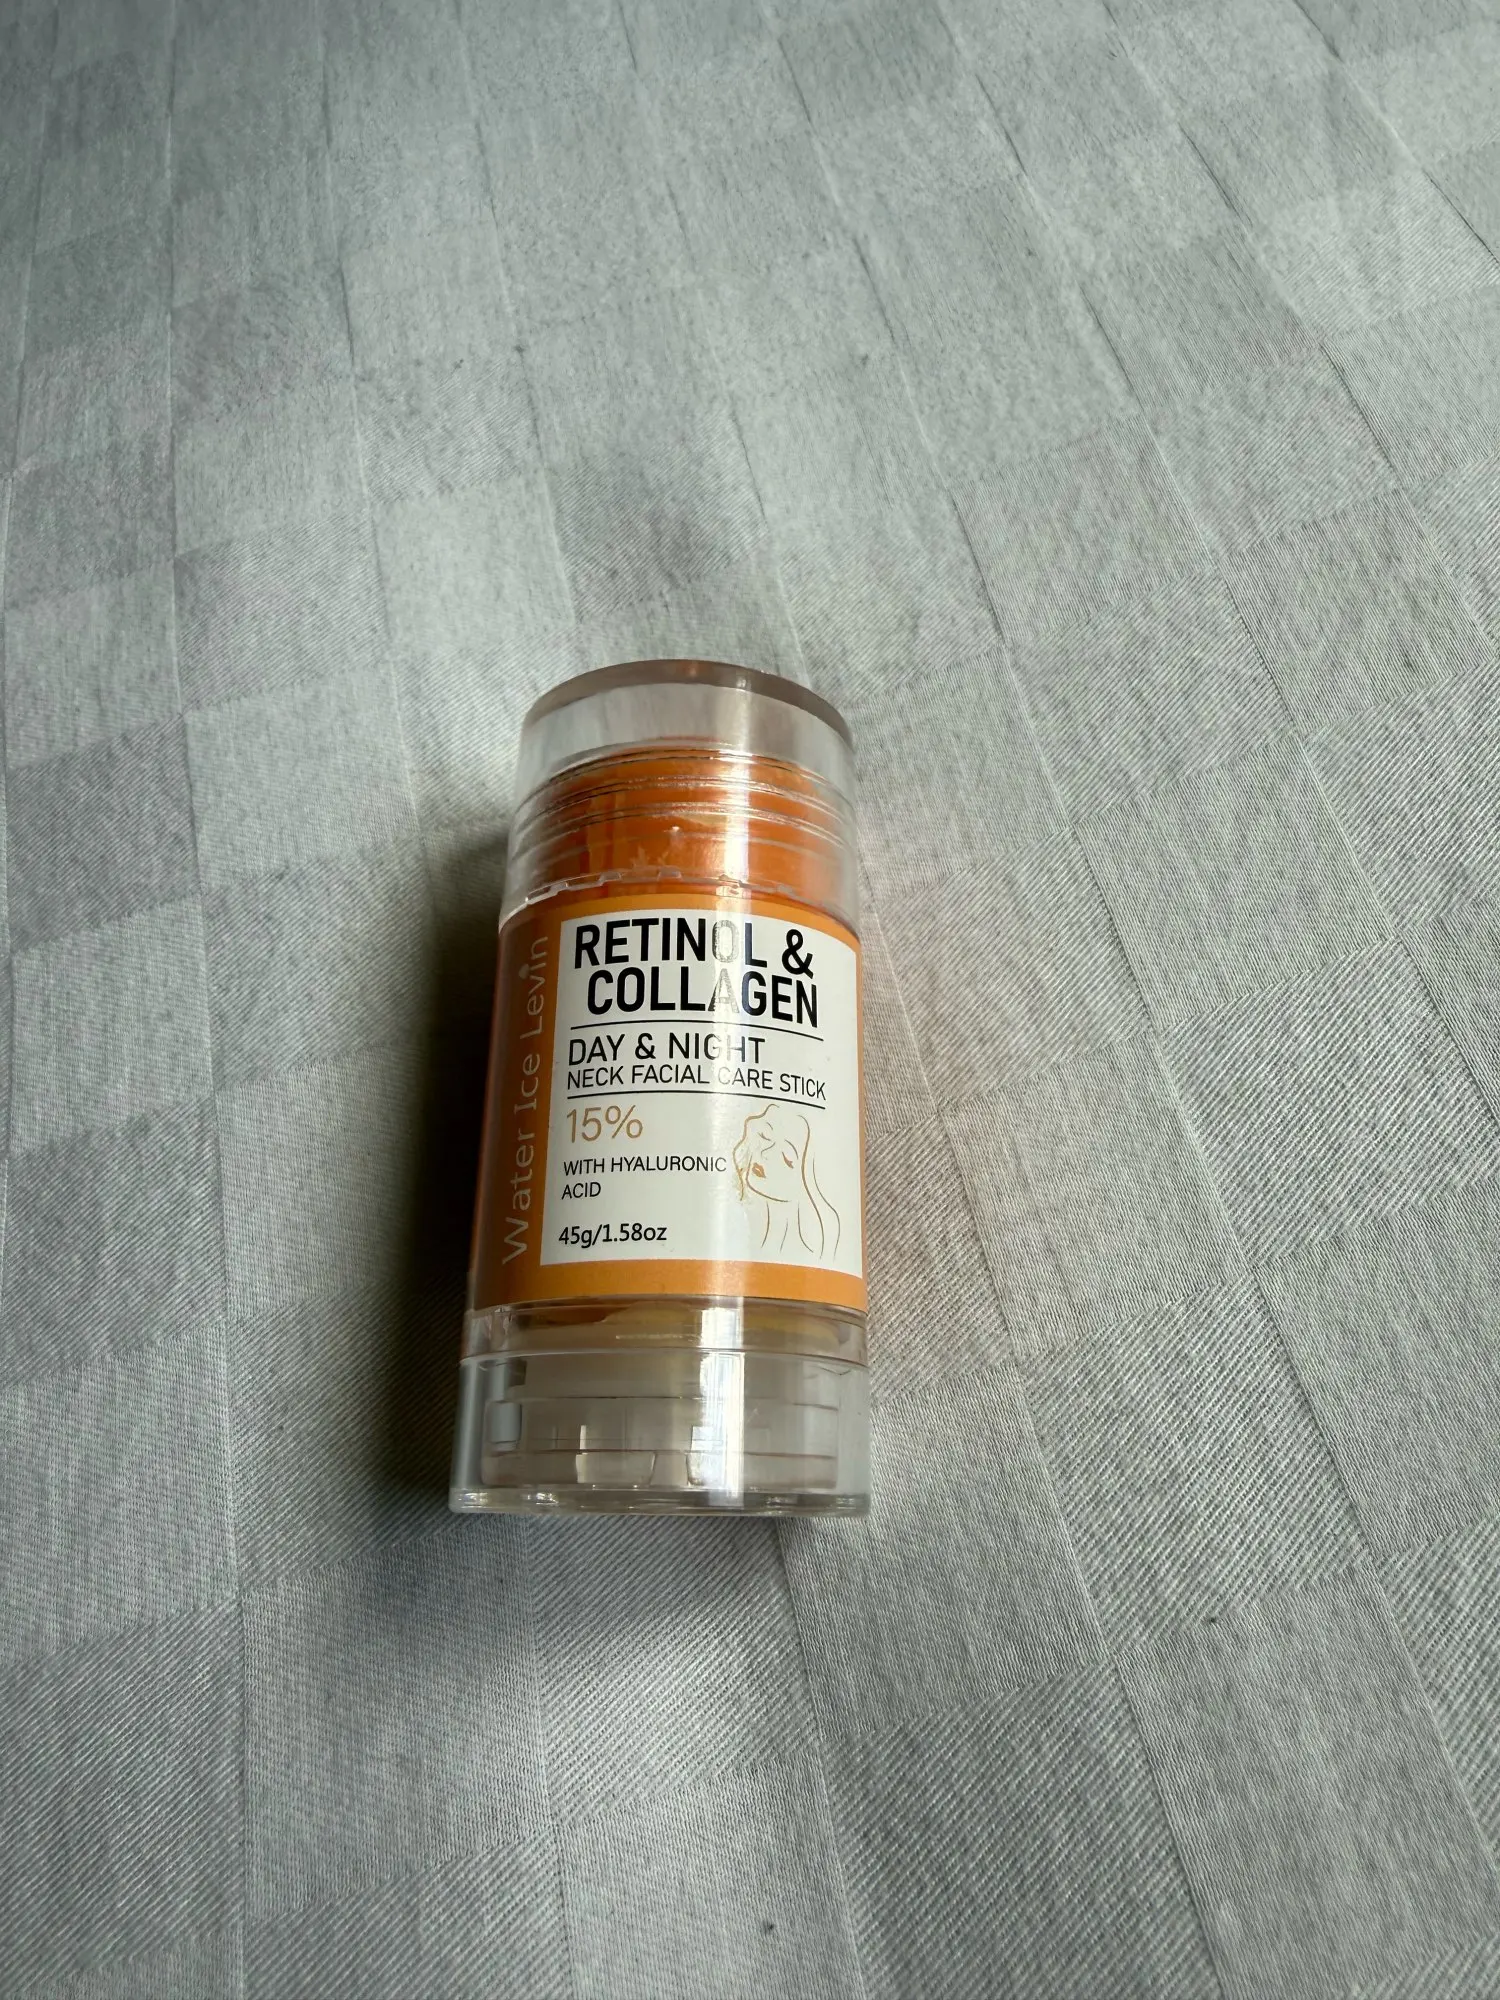 Water Ice Levin
RETINOL &
COLLAGEN
DAY & NIGHT
NECK FACIAL CARE STICK
15%
WITH HYALURONIC
ACID
45g/1.58oz